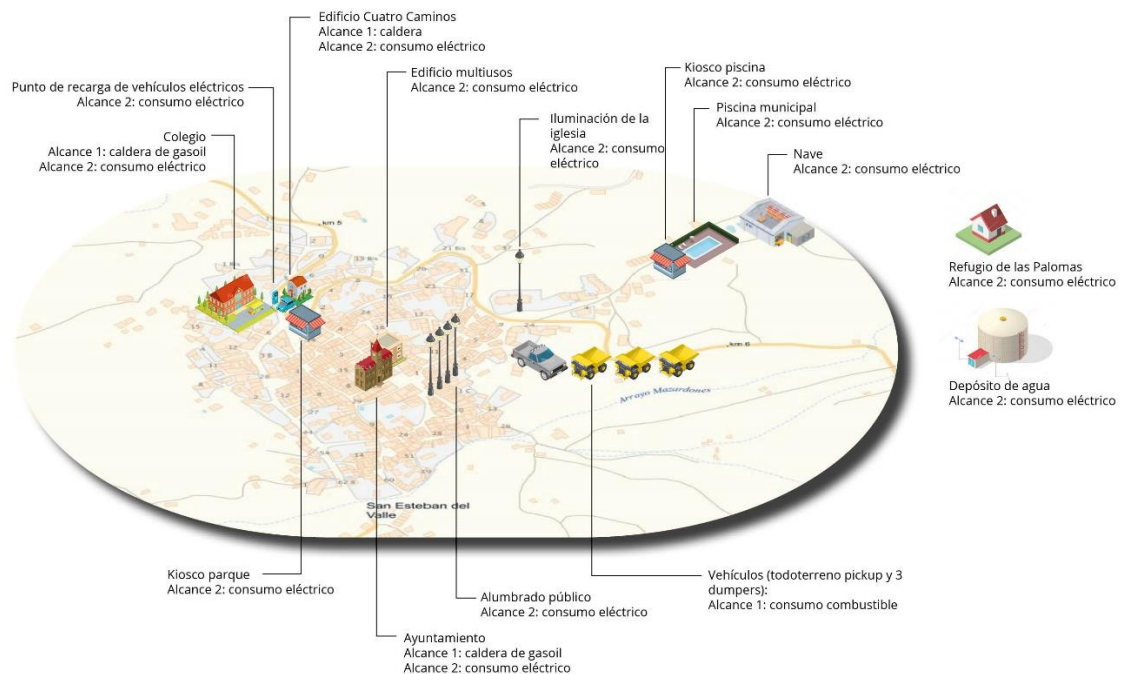 Edificio Cuatro Caminos
Alcance 1: caldera
Alcance 2: consumo eléctrico
Edificio multiusos
Alcance 2: consumo eléctrico
Kiosco piscina
Alcance 2: consumo eléctrico
Punto de recarga de vehículos eléctricos
Alcance 2: consumo eléctrico
Piscina municipal
Alcance 2: consumo eléctrico
Iluminación de la
iglesia
Alcance 2: consumo
eléctrico
Colegio
Alcance 1: caldera de gasoil
Alcance 2: consumo eléctrico
Nave
Alcance 2: consumo eléctrico
km 5
Refugio de las Palomas
Alcance 2: consumo eléctrico
km 6
Arroyo Mazardones
Depósito de agua
Alcance 2: consumo eléctrico
San Esteban del
Valle
Kiosco parque
Alcance 2: consumo eléctrico
Alumbrado público
Alcance 2: consumo eléctrico
Vehículos (todoterreno pickup y 3
dumpers):
Alcance 1: consumo combustible
Ayuntamiento
Alcance 1: caldera de gasoil
Alcance 2: consumo eléctrico